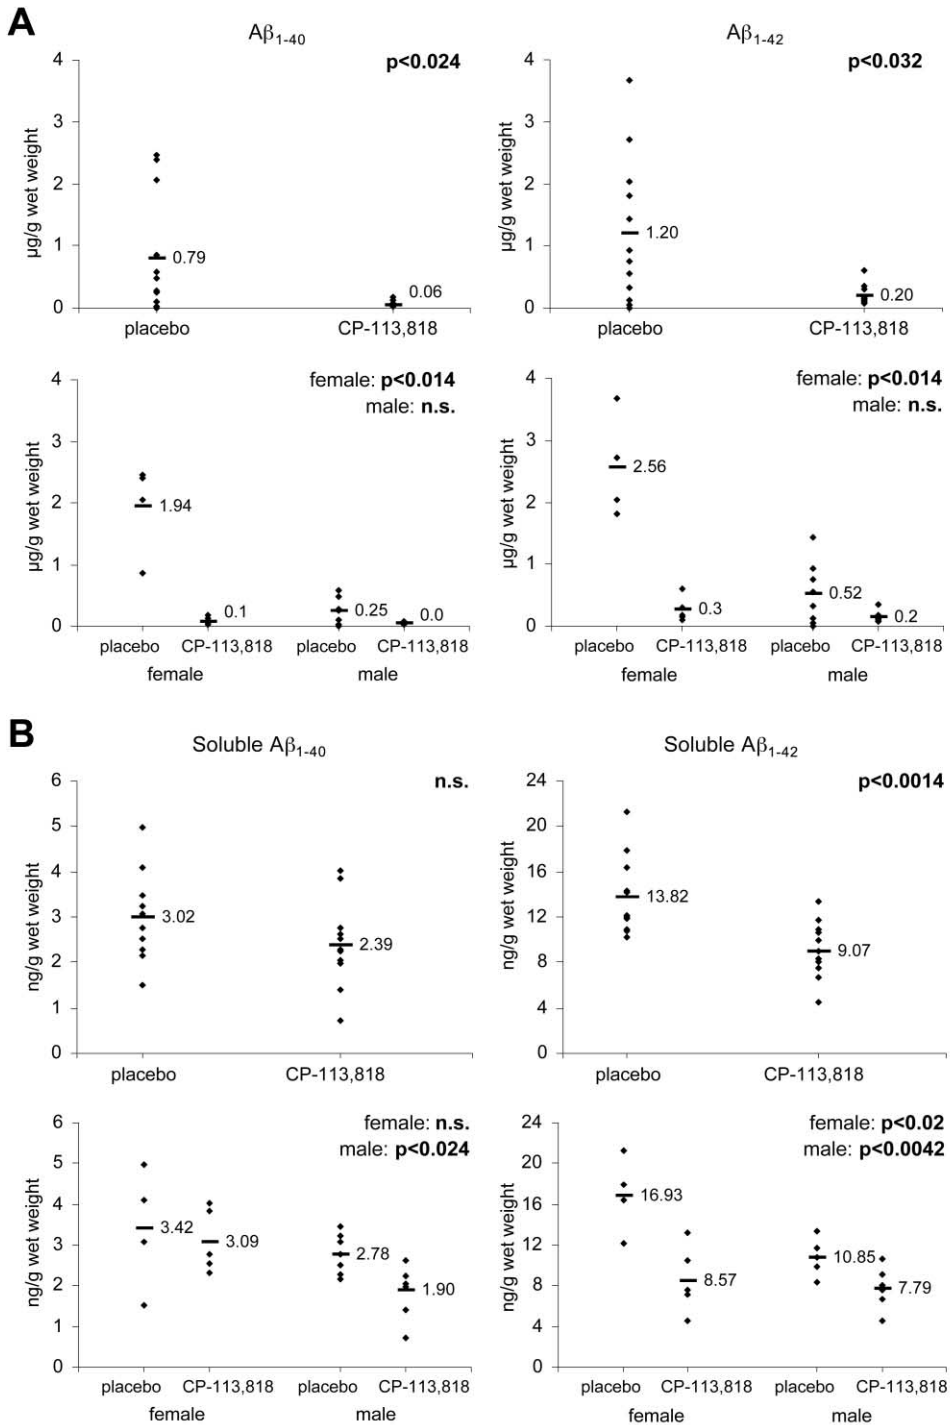 A
Aβ1-40
p<0.024
4
3
2
1
0
µg/g wet weight
0.79
0.06
placebo CP-113,818
Aβ1-42
p<0.032
4
3
2
1
0
µg/g wet weight
1.20
0.20
placebo CP-113,818
female: p<0.014
male: n.s.
4
3
2
1
0
µg/g wet weight
1.94
0.1
0.25
0.0
placebo CP-113,818 placebo CP-113,818
female male
female: p<0.014
male: n.s.
4
3
2
1
0
µg/g wet weight
2.56
0.3
0.52
0.2
placebo CP-113,818 placebo CP-113,818
female male
B
Soluble Aβ1-40
n.s.
6
5
4
3
2
1
0
ng/g wet weight
3.02
2.39
placebo CP-113,818
Soluble Aβ1-42
p<0.0014
24
20
16
12
8
4
0
ng/g wet weight
13.82
9.07
placebo CP-113,818
female: n.s.
male: p<0.024
6
5
4
3
2
1
0
ng/g wet weight
3.42
3.09
2.78
1.90
placebo CP-113,818 placebo CP-113,818
female male
female: p<0.02
male: p<0.0042
24
20
16
12
8
4
0
ng/g wet weight
16.93
8.57
10.85
7.79
placebo CP-113,818 placebo CP-113,818
female male